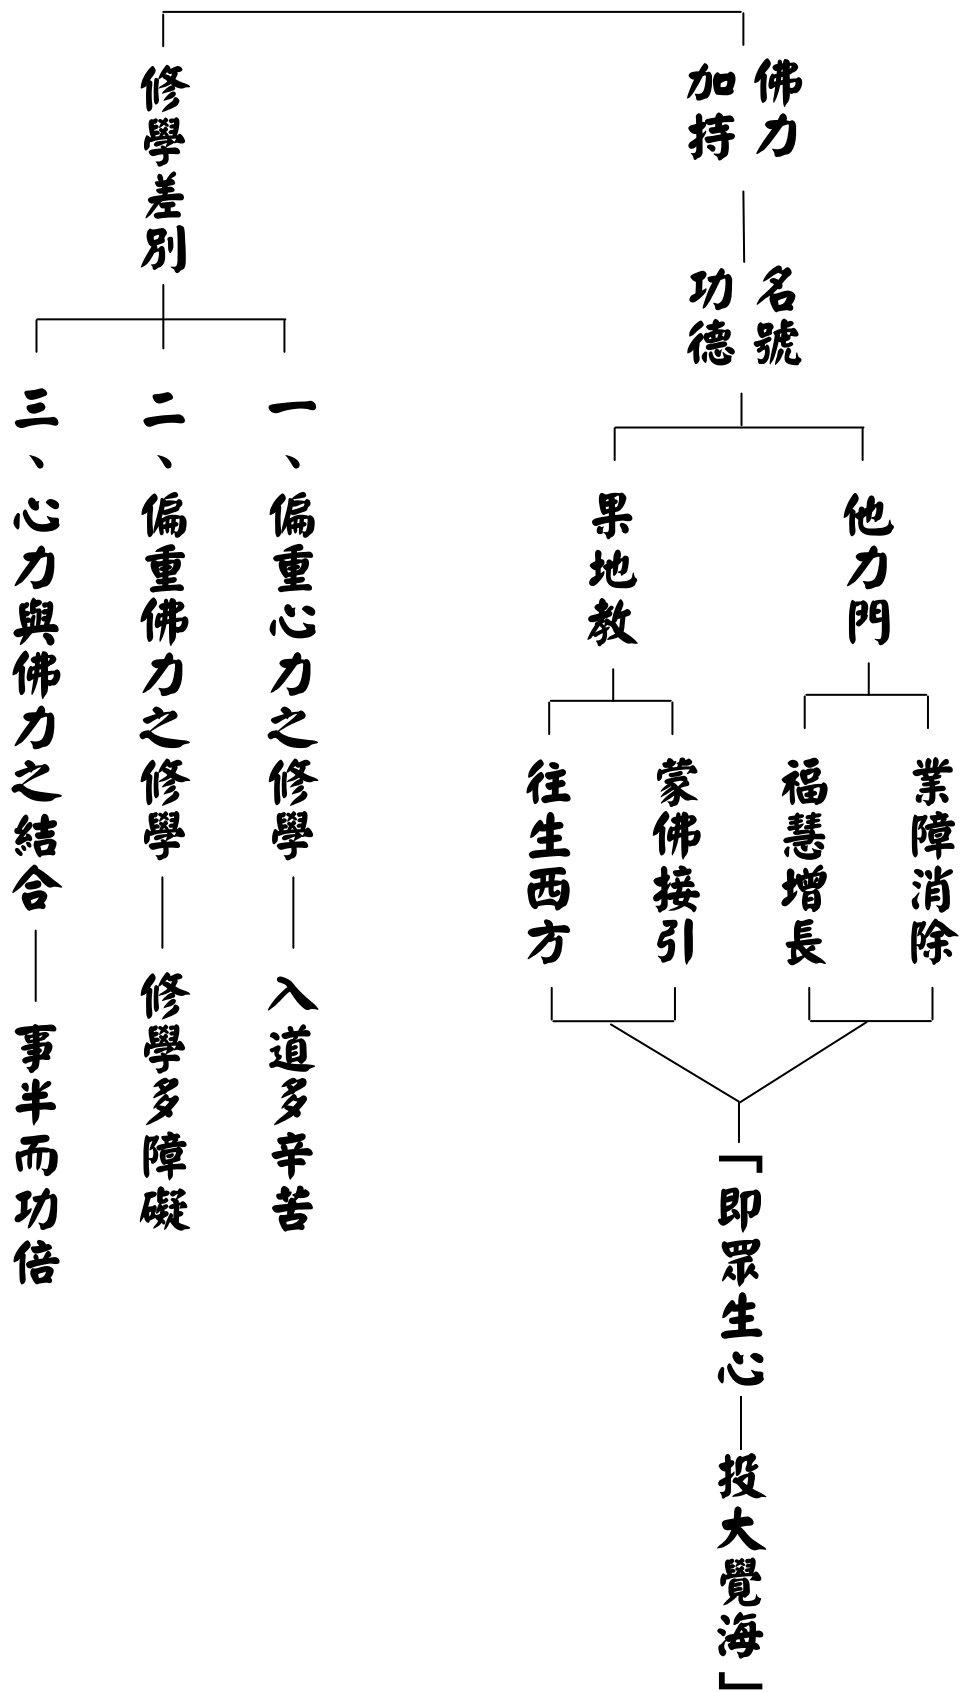 佛力
加持
名號
功德
他力門
業障消除
福慧增長
果地教
蒙佛接引
往生西方
「即眾生心
投大覺海」
修學差別
一、偏重心力之修學
入道多辛苦
二、偏重佛力之修學
修學多障礙
三、心力與佛力之結合
事半而功倍